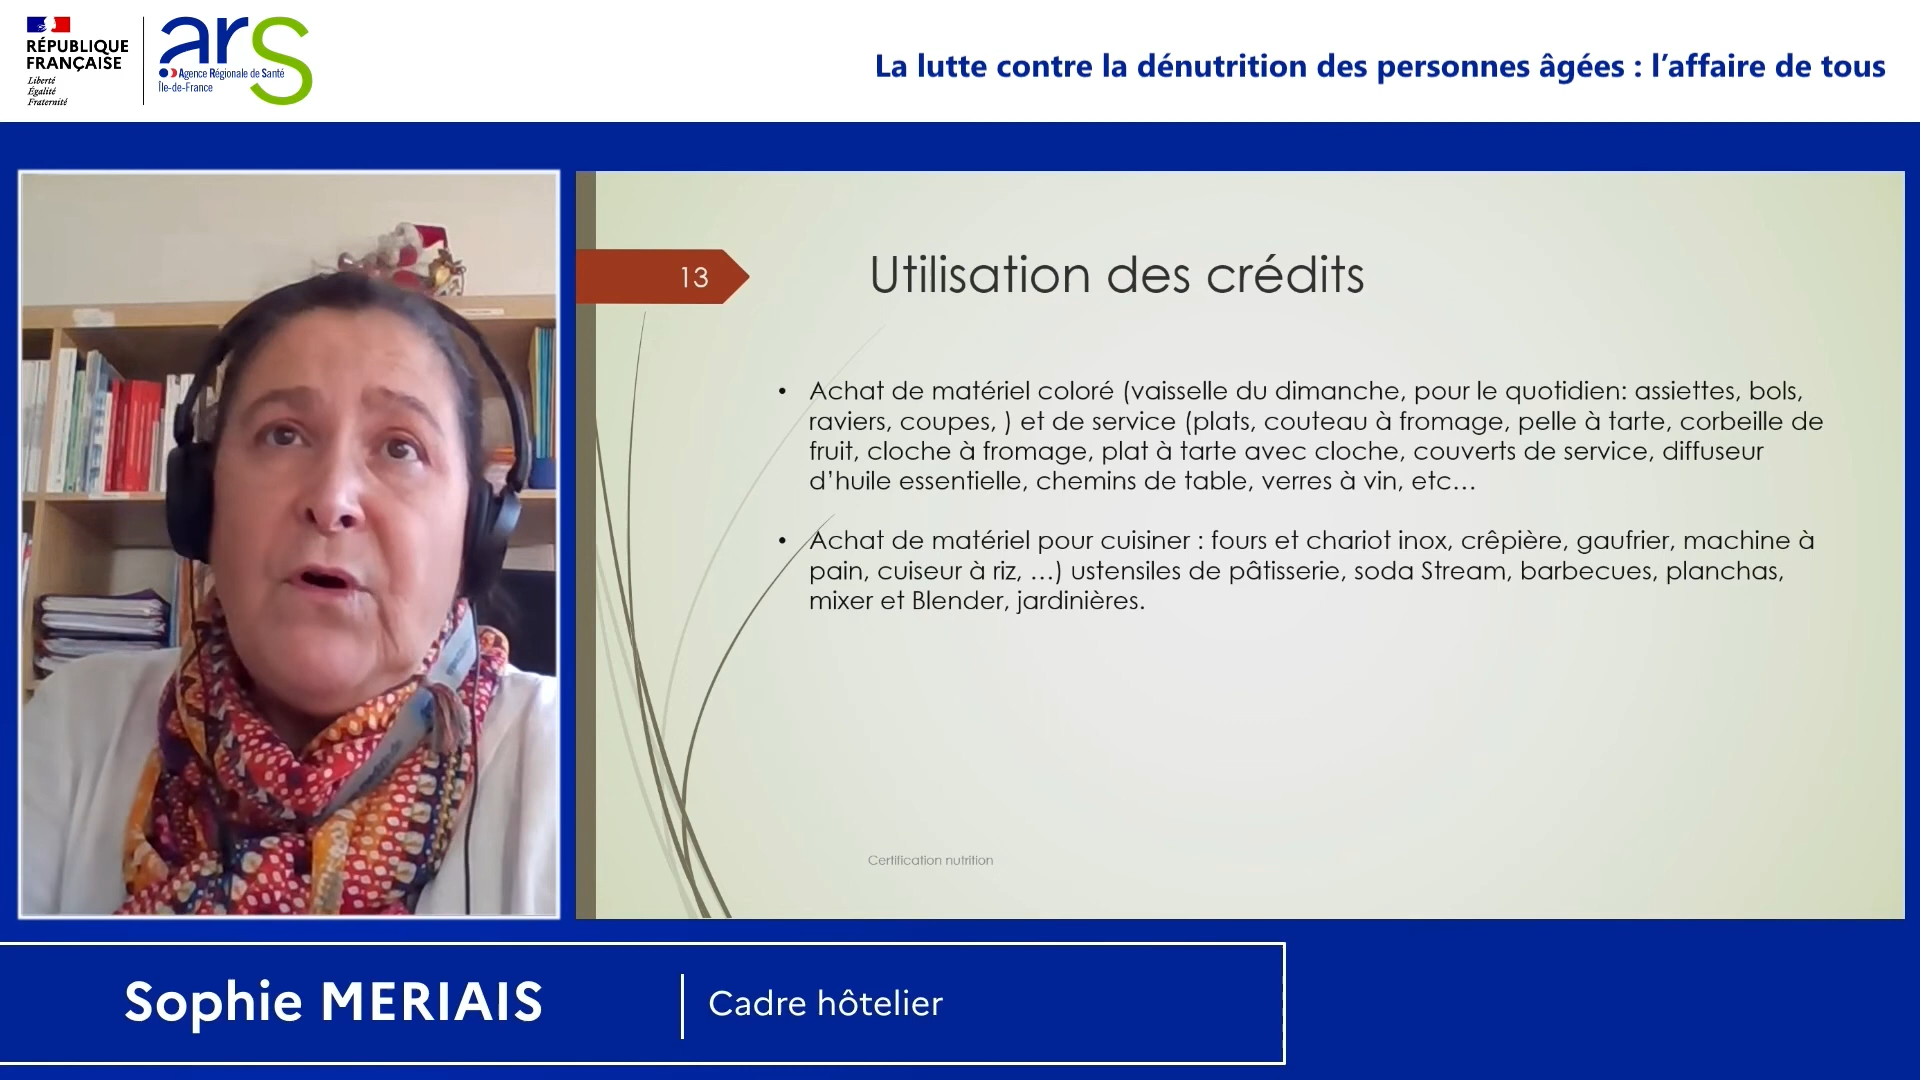 RÉPUBLIQUE
FRANÇAISE
Liberté
Égalité
Fraternité
ars
Agence Régionale de Santé
Île-de-France
La lutte contre la dénutrition des personnes âgées : l’affaire de tous
13
Utilisation des crédits
• Achat de matériel coloré (vaisselle du dimanche, pour le quotidien: assiettes, bols,
raviers, coupes, ) et de service (plats, couteau à fromage, pelle à tarte, corbeille de
fruit, cloche à fromage, plat à tarte avec cloche, couverts de service, diffuseur
d’huile essentielle, chemins de table, verres à vin, etc…
• Achat de matériel pour cuisiner : fours et chariot inox, crêpière, gaufrier, machine à
pain, cuiseur à riz, …) ustensiles de pâtisserie, soda Stream, barbecues, planchas,
mixer et Blender, jardinières.
Certification nutrition
Sophie MERIAIS
Cadre hôtelier